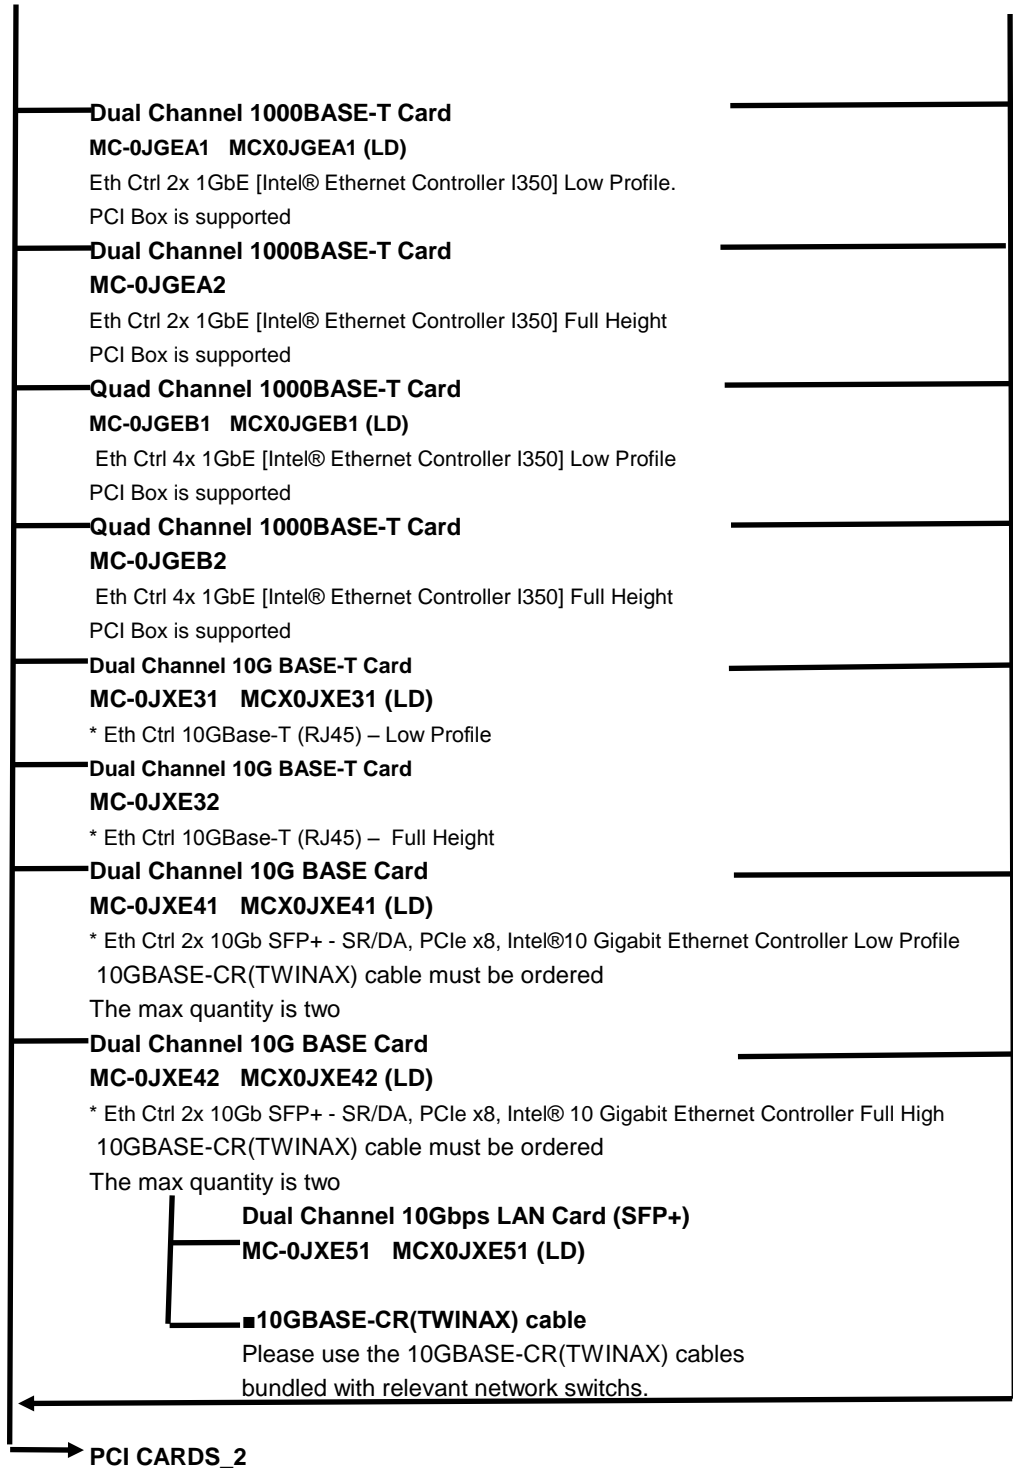 Dual Channel 1000BASE-T Card
MC-0JGEA1 MCX0JGEA1 (LD)
Eth Ctrl 2x 1GbE [Intel® Ethernet Controller I350] Low Profile.
PCI Box is supported
Dual Channel 1000BASE-T Card
MC-0JGEA2
Eth Ctrl 2x 1GbE [Intel® Ethernet Controller I350] Full Height
PCI Box is supported
Quad Channel 1000BASE-T Card
MC-0JGEB1 MCX0JGEB1 (LD)
Eth Ctrl 4x 1GbE [Intel® Ethernet Controller I350] Low Profile
PCI Box is supported
Quad Channel 1000BASE-T Card
MC-0JGEB2
Eth Ctrl 4x 1GbE [Intel® Ethernet Controller I350] Full Height
PCI Box is supported
Dual Channel 10G BASE-T Card
MC-0JXE31 MCX0JXE31 (LD)
* Eth Ctrl 10GBase-T (RJ45) – Low Profile
Dual Channel 10G BASE-T Card
MC-0JXE32
* Eth Ctrl 10GBase-T (RJ45) – Full Height
Dual Channel 10G BASE Card
MC-0JXE41 MCX0JXE41 (LD)
* Eth Ctrl 2x 10Gb SFP+ - SR/DA, PCIe x8, Intel®10 Gigabit Ethernet Controller Low Profile
10GBASE-CR(TWINAX) cable must be ordered
The max quantity is two
Dual Channel 10G BASE Card
MC-0JXE42 MCX0JXE42 (LD)
* Eth Ctrl 2x 10Gb SFP+ - SR/DA, PCIe x8, Intel® 10 Gigabit Ethernet Controller Full High
10GBASE-CR(TWINAX) cable must be ordered
The max quantity is two
Dual Channel 10Gbps LAN Card (SFP+)
MC-0JXE51 MCX0JXE51 (LD)
■10GBASE-CR(TWINAX) cable
Please use the 10GBASE-CR(TWINAX) cables
bundled with relevant network switchs.
PCI CARDS_2